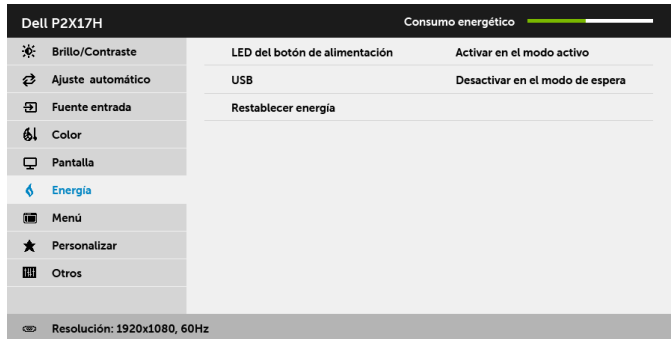 Dell P2X17H
Consumo energético
Brillo/Contraste
LED del botón de alimentación
Activar en el modo activo
Ajuste automático
USB
Desactivar en el modo de espera
Fuente entrada
Restablecer energía
Color
Pantalla
Energía
Menú
Personalizar
Otros
Resolución: 1920x1080, 60Hz